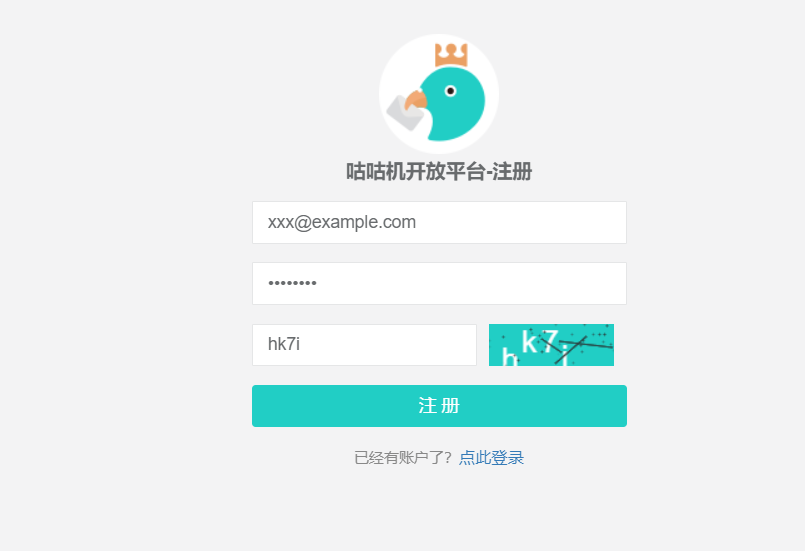 咕咕机开放平台-注册
xxx@example.com
••••••••
hk7i
hk7i
注 册
已经有账户了？点此登录